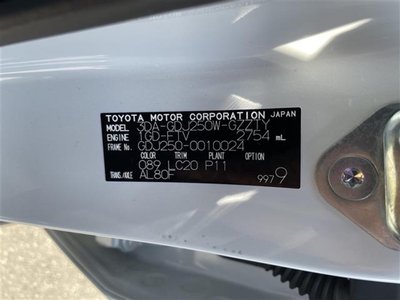 TOYOTA MOTOR CORPORATION JAPAN
MODEL 3DA-GDJ250W-GZZTY
ENGINE 1GD-FTV 2754 mL
FRAME No. GDJ250-0010024
COLOR TRIM PLANT OPTION
089 LC20 P11
TRANS./AXLE AL80F
9979